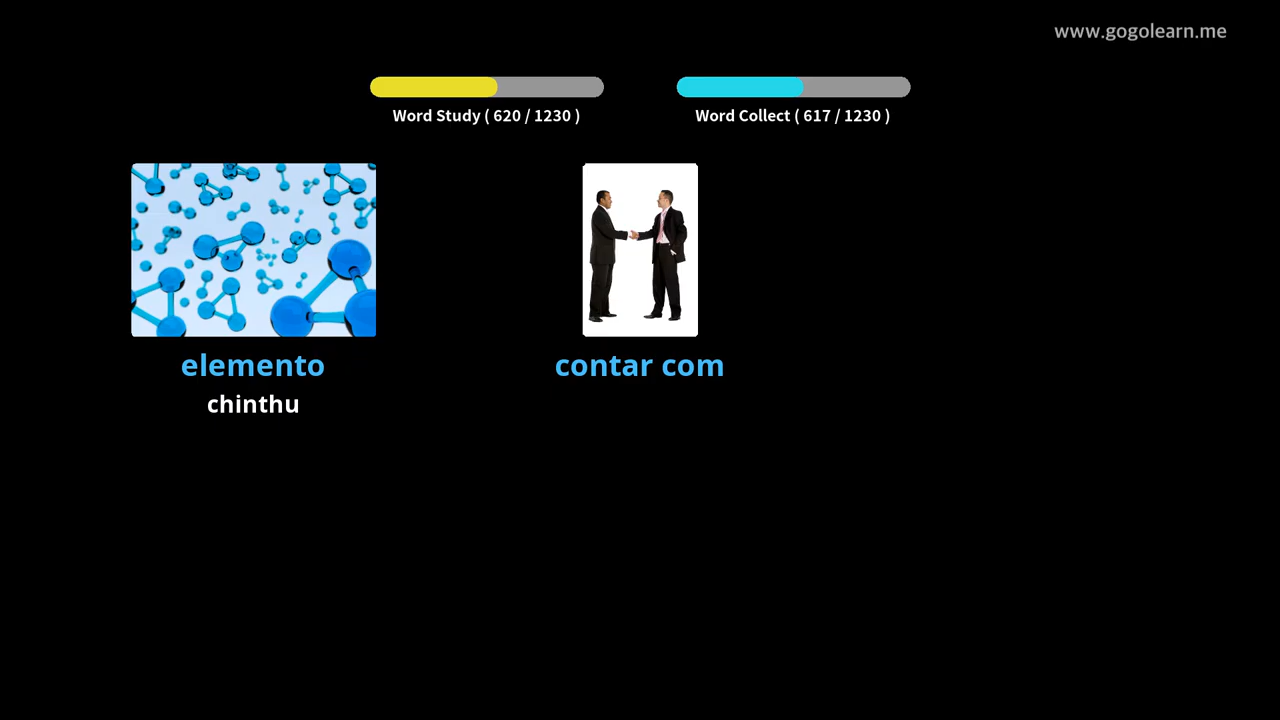 www.gogolearn.me
Word Study ( 620 / 1230 )
Word Collect ( 617 / 1230 )
elemento
chinthu
contar com